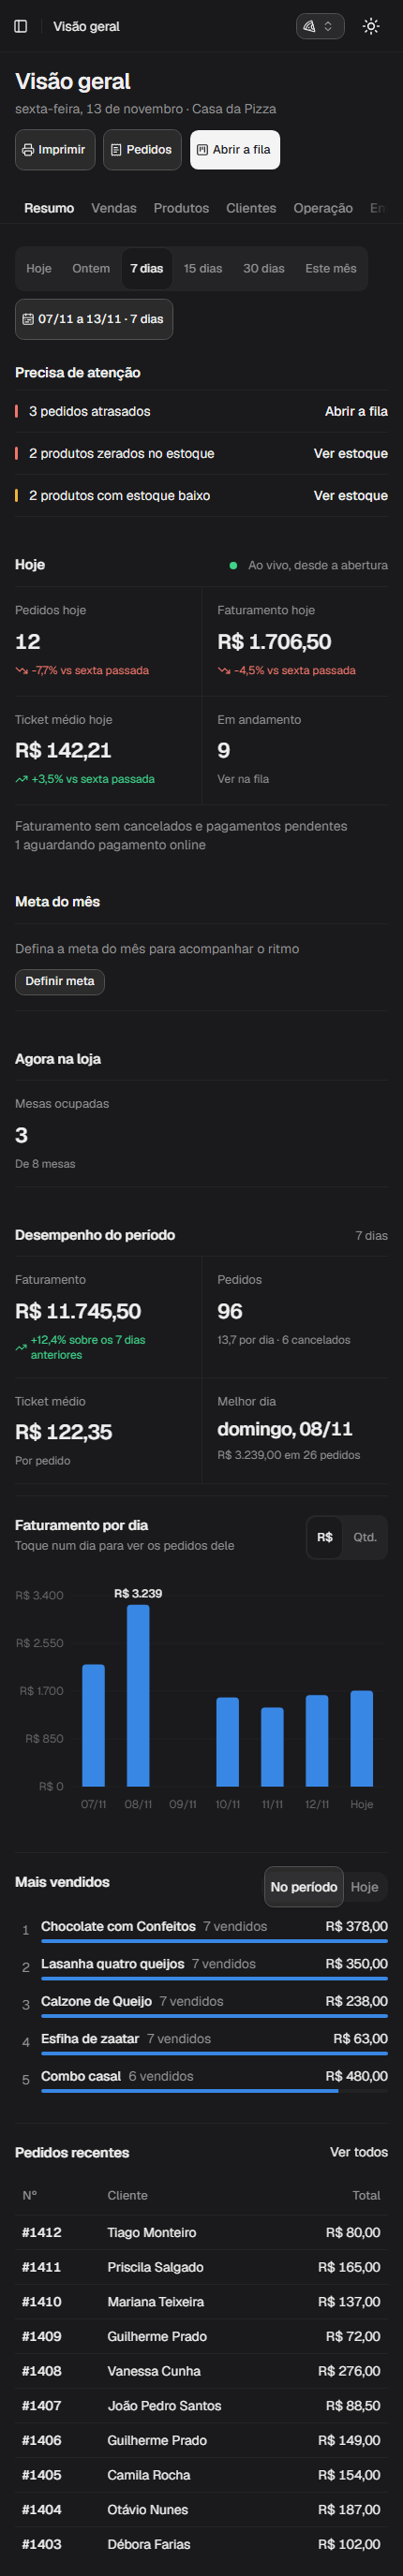 Visão geral
Visão geral
sexta-feira, 13 de novembro · Casa da Pizza
Imprimir
Pedidos
Abrir a fila
Resumo Vendas Produtos Clientes Operação En
Hoje Ontem 7 dias 15 dias 30 dias Este mês
07/11 a 13/11 · 7 dias
Precisa de atenção
3 pedidos atrasados Abrir a fila
2 produtos zerados no estoque Ver estoque
2 produtos com estoque baixo Ver estoque
Hoje Ao vivo, desde a abertura
Pedidos hoje
12
-7,7% vs sexta passada
Faturamento hoje
R$ 1.706,50
-4,5% vs sexta passada
Ticket médio hoje
R$ 142,21
+3,5% vs sexta passada
Em andamento
9
Ver na fila
Faturamento sem cancelados e pagamentos pendentes
1 aguardando pagamento online
Meta do mês
Defina a meta do mês para acompanhar o ritmo
Definir meta
Agora na loja
Mesas ocupadas
3
De 8 mesas
Desempenho do período 7 dias
Faturamento
R$ 11.745,50
+12,4% sobre os 7 dias
anteriores
Pedidos
96
13,7 por dia · 6 cancelados
Ticket médio
R$ 122,35
Por pedido
Melhor dia
domingo, 08/11
R$ 3.239,00 em 26 pedidos
Faturamento por dia
Toque num dia para ver os pedidos dele
R$ Qtd.
R$ 3.239
R$ 3.400
R$ 2.550
R$ 1.700
R$ 850
R$ 0
07/11 08/11 09/11 10/11 11/11 12/11 Hoje
Mais vendidos
No período Hoje
1 Chocolate com Confeitos 7 vendidos R$ 378,00
2 Lasanha quatro queijos 7 vendidos R$ 350,00
3 Calzone de Queijo 7 vendidos R$ 238,00
4 Esfiha de zaatar 7 vendidos R$ 63,00
5 Combo casal 6 vendidos R$ 480,00
Pedidos recentes Ver todos
Nº Cliente Total
#1412 Tiago Monteiro R$ 80,00
#1411 Priscila Salgado R$ 165,00
#1410 Mariana Teixeira R$ 137,00
#1409 Guilherme Prado R$ 72,00
#1408 Vanessa Cunha R$ 276,00
#1407 João Pedro Santos R$ 88,50
#1406 Guilherme Prado R$ 149,00
#1405 Camila Rocha R$ 154,00
#1404 Otávio Nunes R$ 187,00
#1403 Débora Farias R$ 102,00